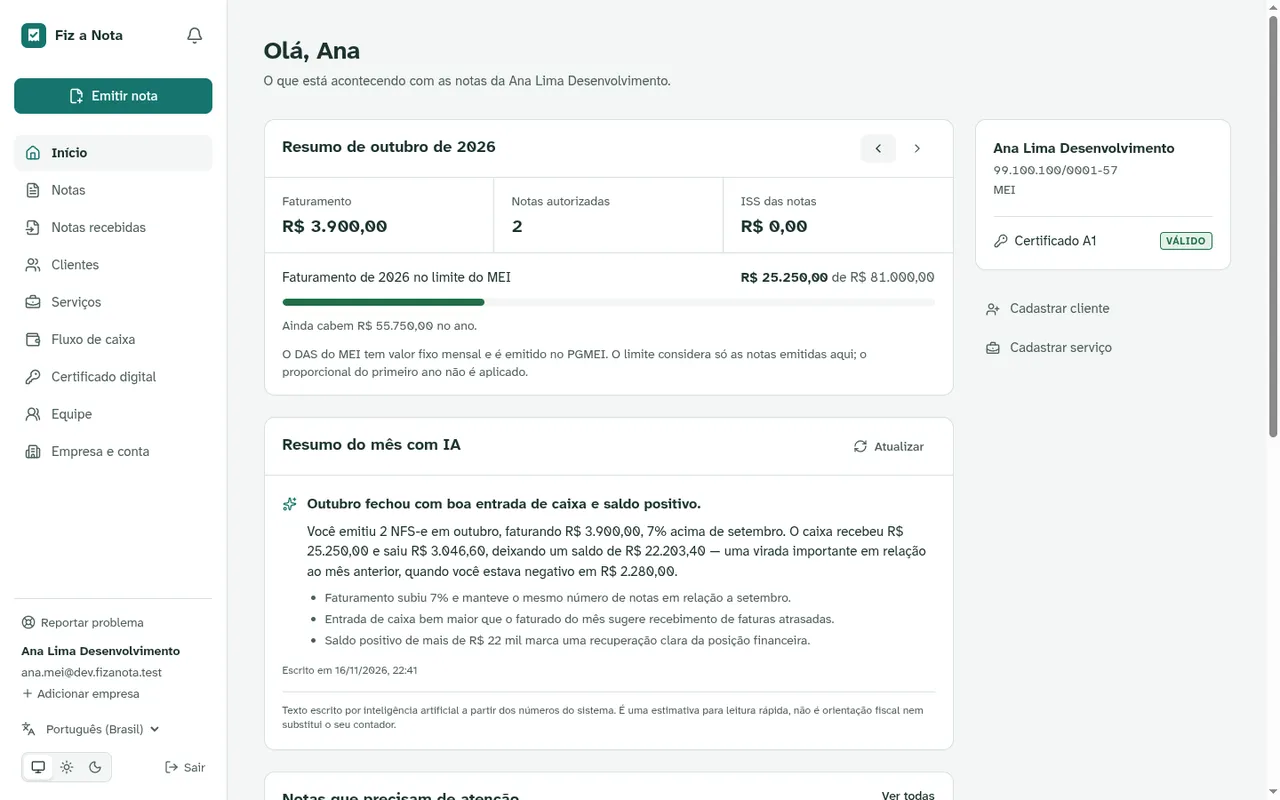 Fiz a Nota
Emitir nota
Início
Notas
Notas recebidas
Clientes
Serviços
Fluxo de caixa
Certificado digital
Equipe
Empresa e conta
Reportar problema
Ana Lima Desenvolvimento
ana.mei@dev.fizanota.test
+ Adicionar empresa
Português (Brasil)
Sair
Olá, Ana
O que está acontecendo com as notas da Ana Lima Desenvolvimento.
Resumo de outubro de 2026
Faturamento
R$ 3.900,00
Notas autorizadas
2
ISS das notas
R$ 0,00
Faturamento de 2026 no limite do MEI
R$ 25.250,00 de R$ 81.000,00
Ainda cabem R$ 55.750,00 no ano.
O DAS do MEI tem valor fixo mensal e é emitido no PGMEI. O limite considera só as notas emitidas aqui; o
proporcional do primeiro ano não é aplicado.
Resumo do mês com IA
Atualizar
Outubro fechou com boa entrada de caixa e saldo positivo.
Você emitiu 2 NFS-e em outubro, faturando R$ 3.900,00, 7% acima de setembro. O caixa recebeu R$
25.250,00 e saiu R$ 3.046,60, deixando um saldo de R$ 22.203,40 — uma virada importante em relação
ao mês anterior, quando você estava negativo em R$ 2.280,00.
• Faturamento subiu 7% e manteve o mesmo número de notas em relação a setembro.
• Entrada de caixa bem maior que o faturado do mês sugere recebimento de faturas atrasadas.
• Saldo positivo de mais de R$ 22 mil marca uma recuperação clara da posição financeira.
Escrito em 16/11/2026, 22:41
Texto escrito por inteligência artificial a partir dos números do sistema. É uma estimativa para leitura rápida, não é orientação fiscal nem
substitui o seu contador.
Notas que precisam de atenção
Ver todas
Ana Lima Desenvolvimento
99.100.100/0001-57
MEI
Certificado A1
VÁLIDO
Cadastrar cliente
Cadastrar serviço